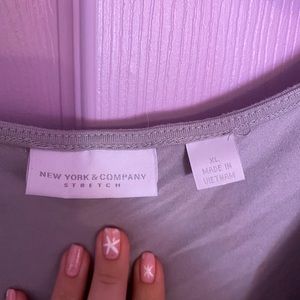 NEW YORK & COMPANY
STRETCH
XL
MADE IN
VIETNAM